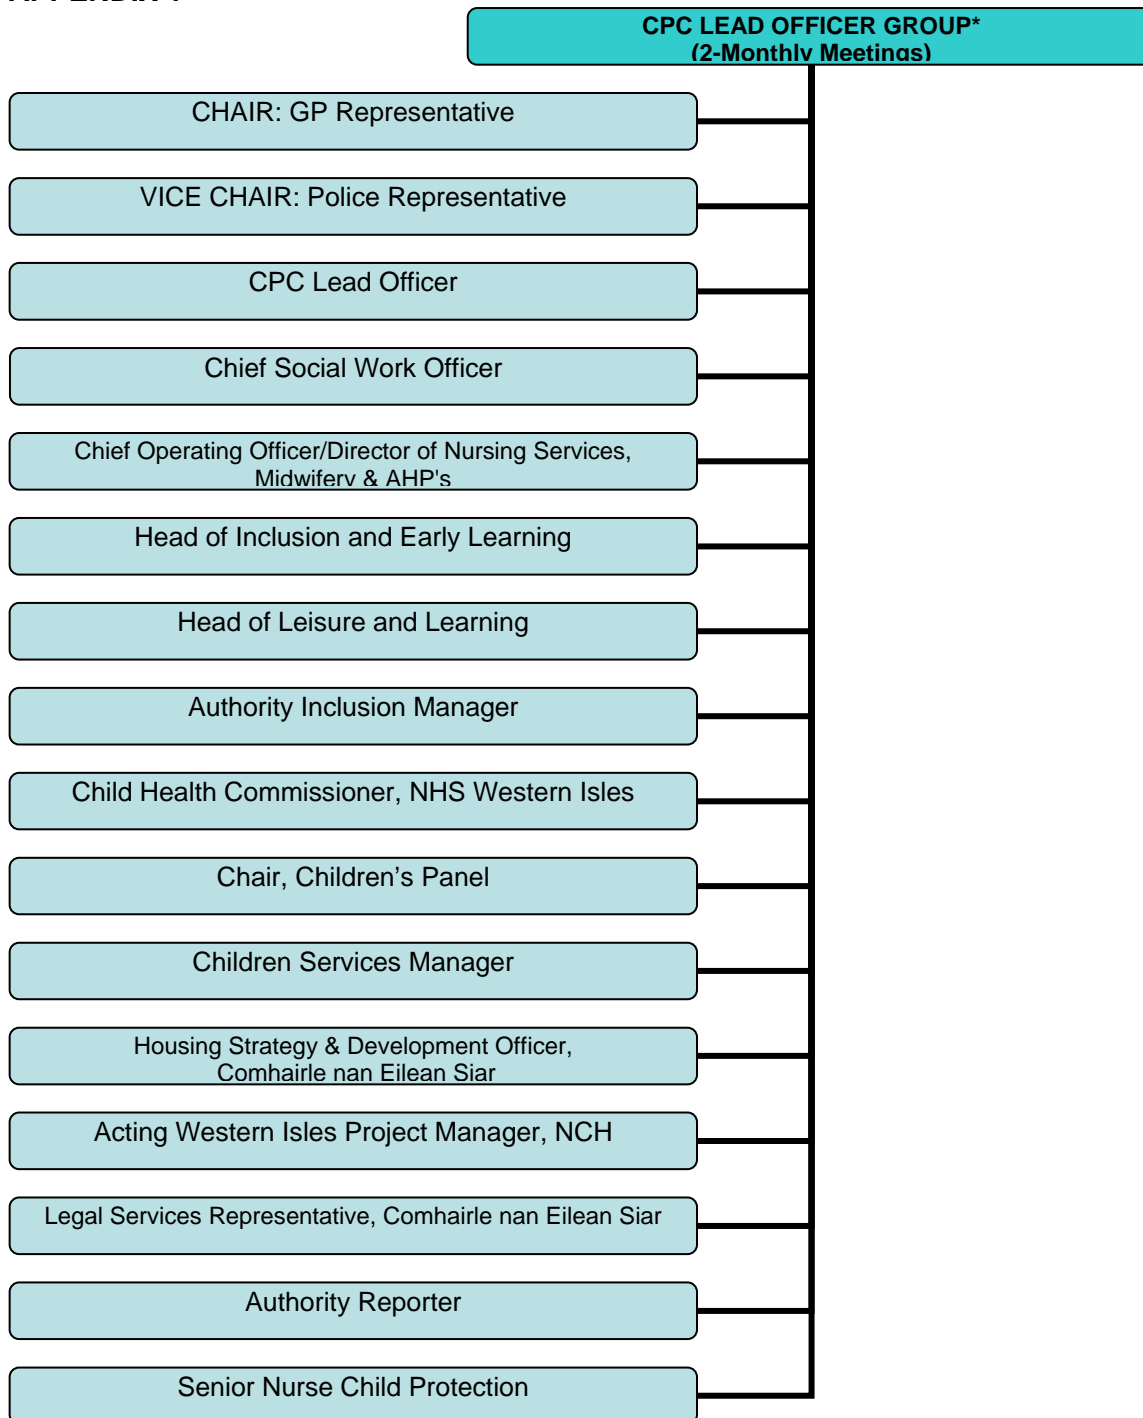 CPC LEAD OFFICER GROUP*
(2-Monthly Meetings)
CHAIR: GP Representative
VICE CHAIR: Police Representative
CPC Lead Officer
Chief Social Work Officer
Chief Operating Officer/Director of Nursing Services,
Midwifery & AHP's
Head of Inclusion and Early Learning
Head of Leisure and Learning
Authority Inclusion Manager
Child Health Commissioner, NHS Western Isles
Chair, Children’s Panel
Children Services Manager
Housing Strategy & Development Officer,
Comhairle nan Eilean Siar
Acting Western Isles Project Manager, NCH
Legal Services Representative, Comhairle nan Eilean Siar
Authority Reporter
Senior Nurse Child Protection